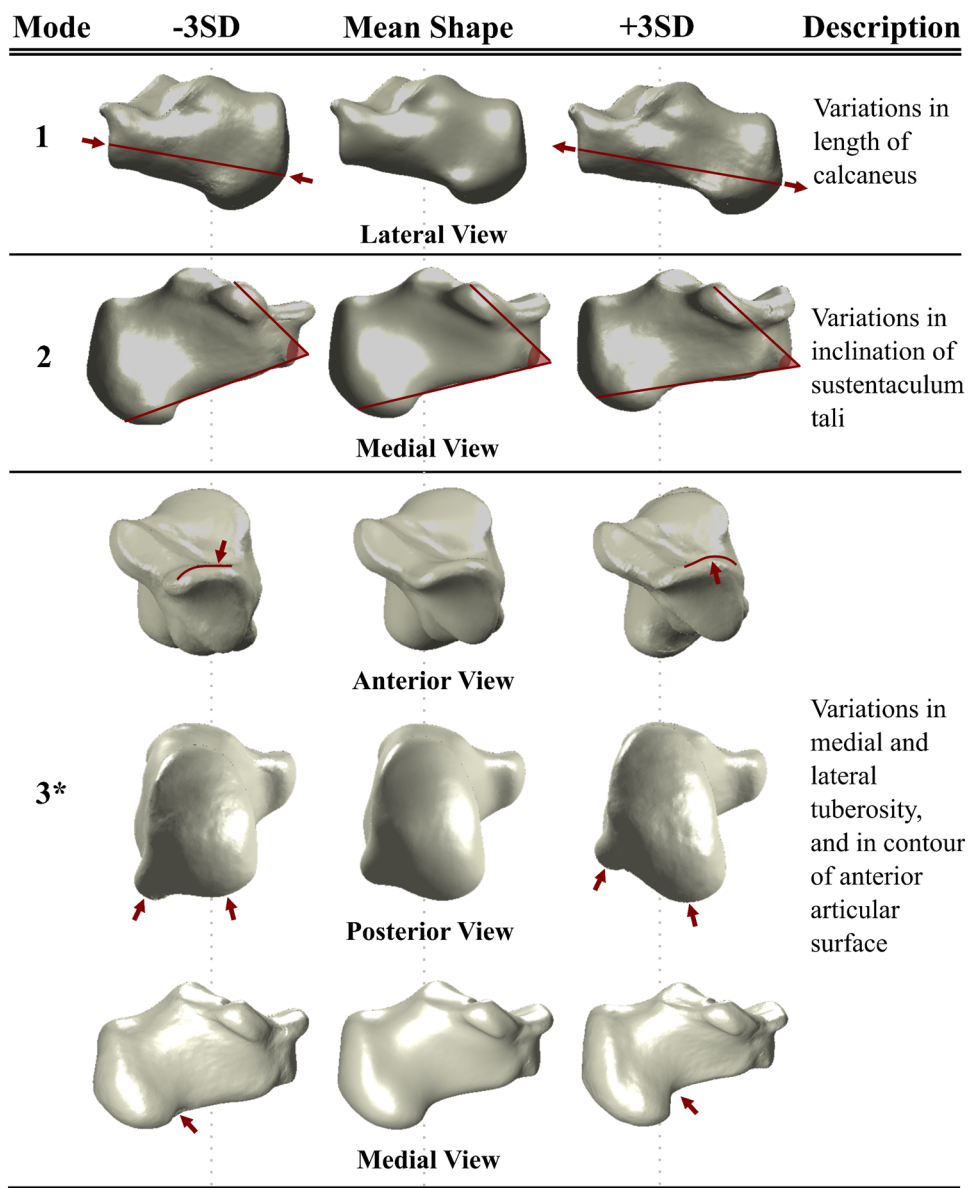 Mode -3SD Mean Shape +3SD Description
1
Variations in
length of
calcaneus
Lateral View
2
Variations in
inclination of
sustentaculum
tali
Medial View
Anterior View
3*
Variations in
medial and
lateral
tuberosity,
and in contour
of anterior
articular
surface
Posterior View
Medial View